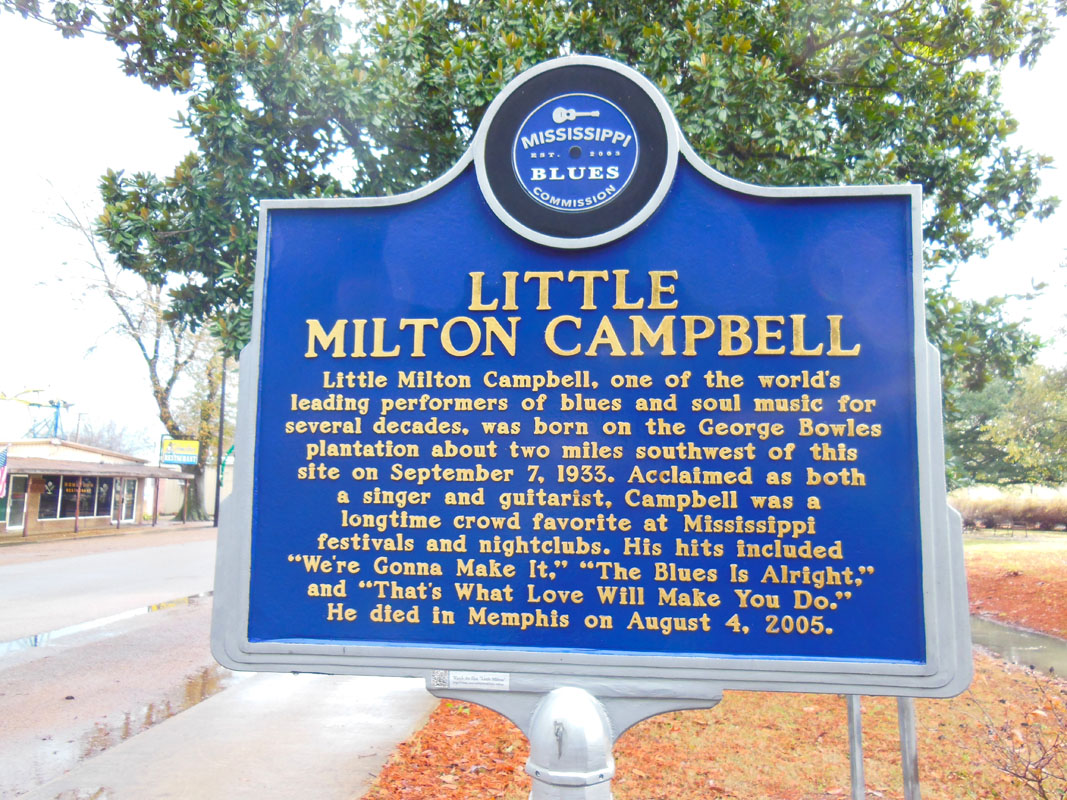 MISSISSIPPI
EST. 2003
BLUES
COMMISSION
LITTLE
MILTON CAMPBELL
Little Milton Campbell, one of the world's
leading performers of blues and soul music for
several decades, was born on the George Bowles
plantation about two miles southwest of this
site on September 7, 1933. Acclaimed as both
a singer and guitarist, Campbell was a
longtime crowd favorite at Mississippi
festivals and nightclubs. His hits included
“We're Gonna Make It,” “The Blues Is Alright,”
and “That's What Love Will Make You Do.”
He died in Memphis on August 4, 2005.
RESTAURANT